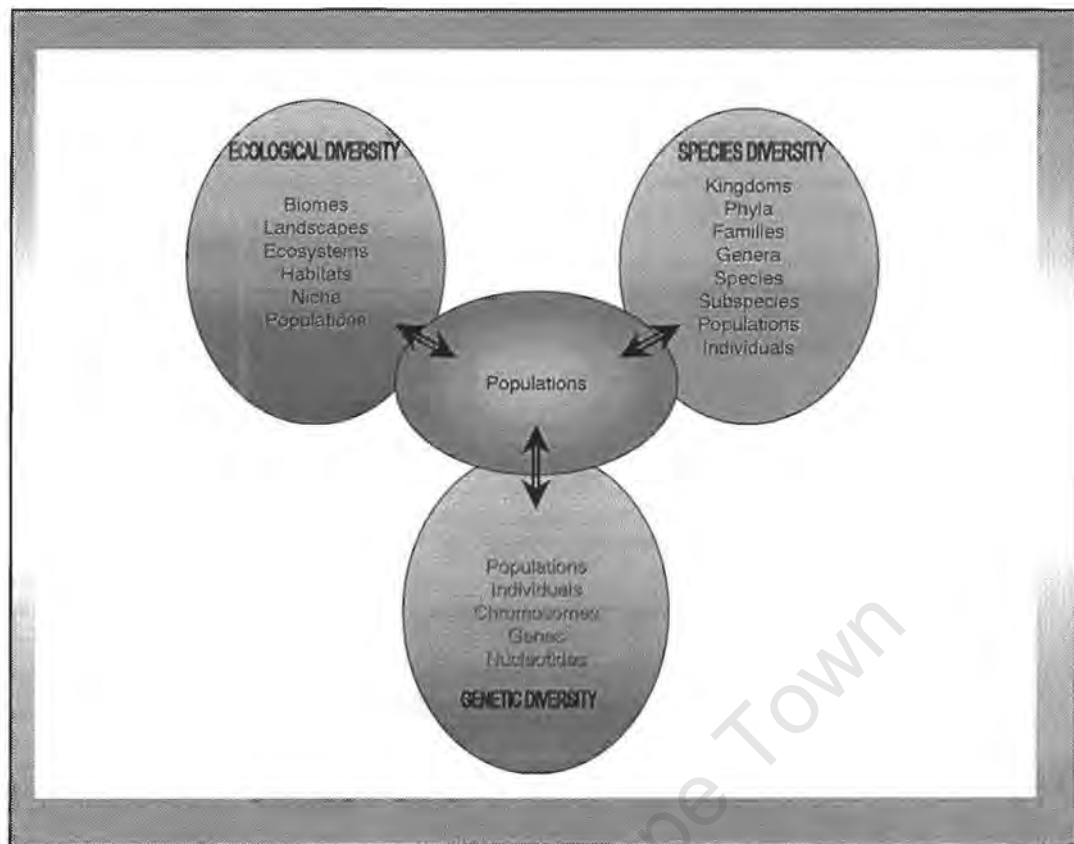 ECOLOGICAL DIVERSITY
Biomes
Landscapes
Ecosystems
Habitats
Niche
Populations
SPECIES DIVERSITY
Kingdoms
Phyla
Families
Genera
Species
Subspecies
Populations
Individuals
Populations
Populations
Individuals
Chromosomes
Genes
Nucleotides
GENETIC DIVERSITY
Town